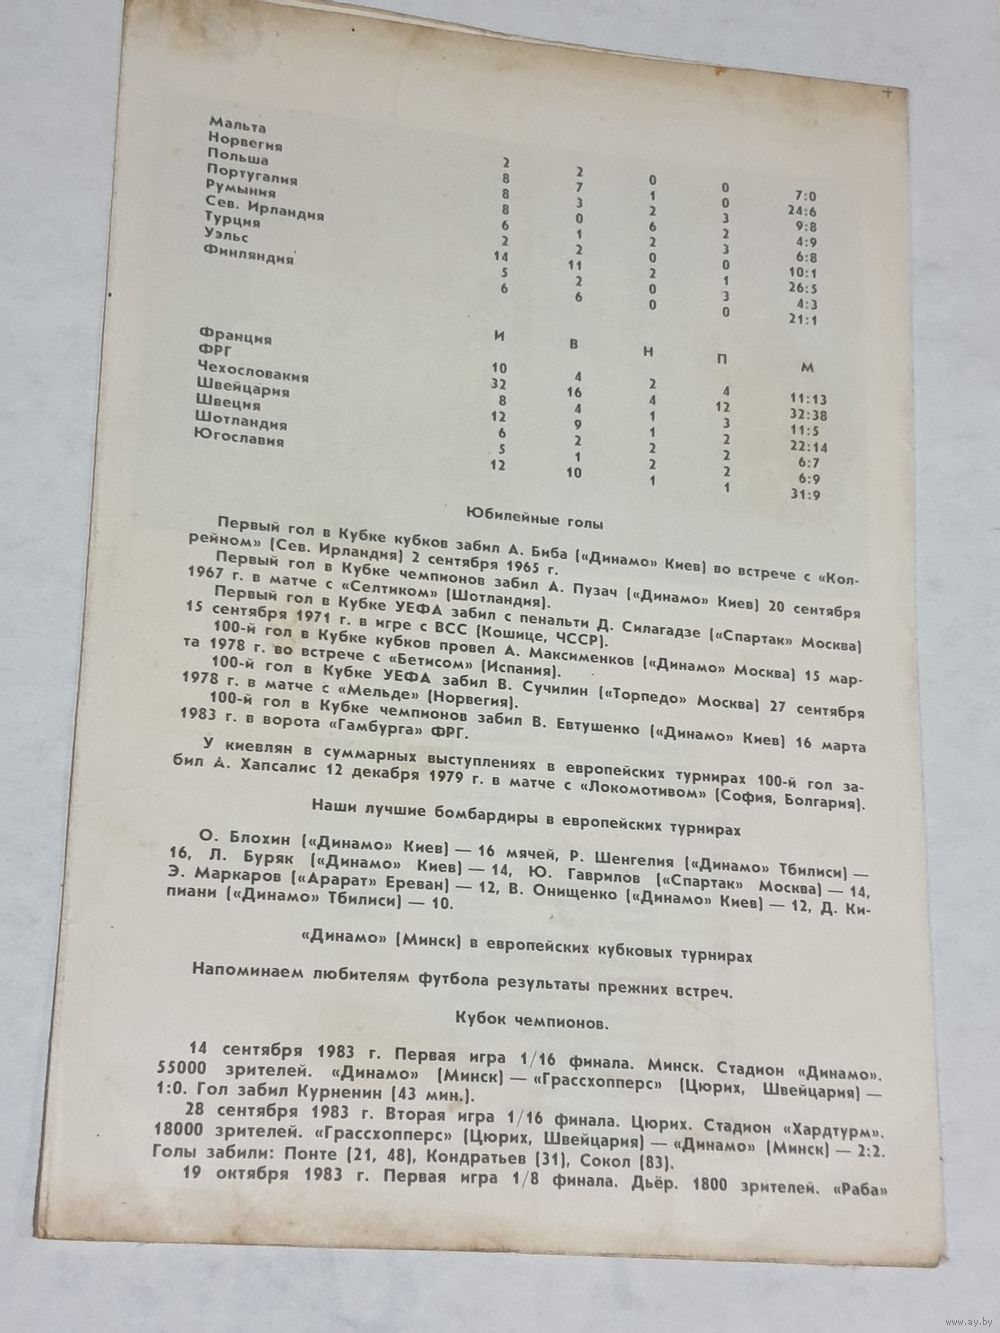 Мальта 2 2 0 0 7:0
Норвегия 8 7 1 0 24:6
Польша 8 3 2 3 9:8
Португалия 8 0 6 2 4:9
Румыния 6 1 2 3 6:8
Сев. Ирландия 2 2 0 0 10:1
Турция 14 11 2 1 26:5
Уэльс 5 2 0 3 4:3
Финляндия 6 6 0 0 21:1
И В Н П М
Франция 10 4 2 4 11:13
ФРГ 32 16 4 12 32:38
Чехословакия 8 4 1 3 11:5
Швейцария 12 9 1 2 22:14
Швеция 6 2 2 2 6:7
Шотландия 5 1 2 2 6:9
Югославия 12 10 1 1 31:9
Юбилейные голы
Первый гол в Кубке кубков забил А. Биба («Динамо» Киев) во встрече с «Кол-
рейном» (Сев. Ирландия) 2 сентября 1965 г.
Первый гол в Кубке чемпионов забил А. Пузач («Динамо» Киев) 20 сентября
1967 г. в матче с «Селтиком» (Шотландия).
Первый гол в Кубке УЕФА забил с пенальти Д. Силагадзе («Спартак» Москва)
15 сентября 1971 г. в игре с ВСС (Кошице, ЧССР).
100-й гол в Кубке кубков провел А. Максименков («Динамо» Москва) 15 мар-
та 1978 г. во встрече с «Бетисом» (Испания).
100-й гол в Кубке УЕФА забил В. Сучилин («Торпедо» Москва) 27 сентября
1978 г. в матче с «Мельде» (Норвегия).
100-й гол в Кубке чемпионов забил В. Евтушенко («Динамо» Киев) 16 марта
1983 г. в ворота «Гамбурга» ФРГ.
У киевлян в суммарных выступлениях в европейских турнирах 100-й гол за-
бил А. Хапсалис 12 декабря 1979 г. в матче с «Локомотивом» (София, Болгария).
Наши лучшие бомбардиры в европейских турнирах
О. Блохин («Динамо» Киев) — 16 мячей, Р. Шенгелия («Динамо» Тбилиси) —
16, Л. Буряк («Динамо» Киев) — 14, Ю. Гаврилов («Спартак» Москва) — 14,
Э. Маркаров («Арарат» Ереван) — 12, В. Онищенко («Динамо» Киев) — 12, Д. Ки-
пиани («Динамо» Тбилиси) — 10.
«Динамо» (Минск) в европейских кубковых турнирах
Напоминаем любителям футбола результаты прежних встреч.
Кубок чемпионов.
14 сентября 1983 г. Первая игра 1/16 финала. Минск. Стадион «Динамо».
55000 зрителей. «Динамо» (Минск) — «Грассхопперс» (Цюрих, Швейцария) —
1:0. Гол забил Курненин (43 мин.).
28 сентября 1983 г. Вторая игра 1/16 финала. Цюрих. Стадион «Хардтурм».
18000 зрителей. «Грассхопперс» (Цюрих, Швейцария) — «Динамо» (Минск) — 2:2.
Голы забили: Понте (21, 48), Кондратьев (31), Сокол (83).
19 октября 1983 г. Первая игра 1/8 финала. Дьёр. 1800 зрителей. «Раба»
www.ay.by